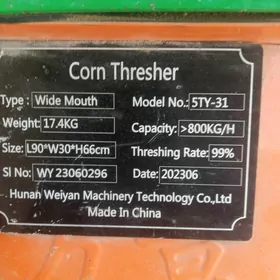 Corn Thresher
Type : Wide Mouth Model No.: 5TY-31
Weight: 17.4KG Capacity: >800KG/H
Size: L90*W30*H66cm Threshing Rate: 99%
Sl No: WY 23060296 Date: 202306
Hunan Weiyan Machinery Technology Co., Ltd
Made In China